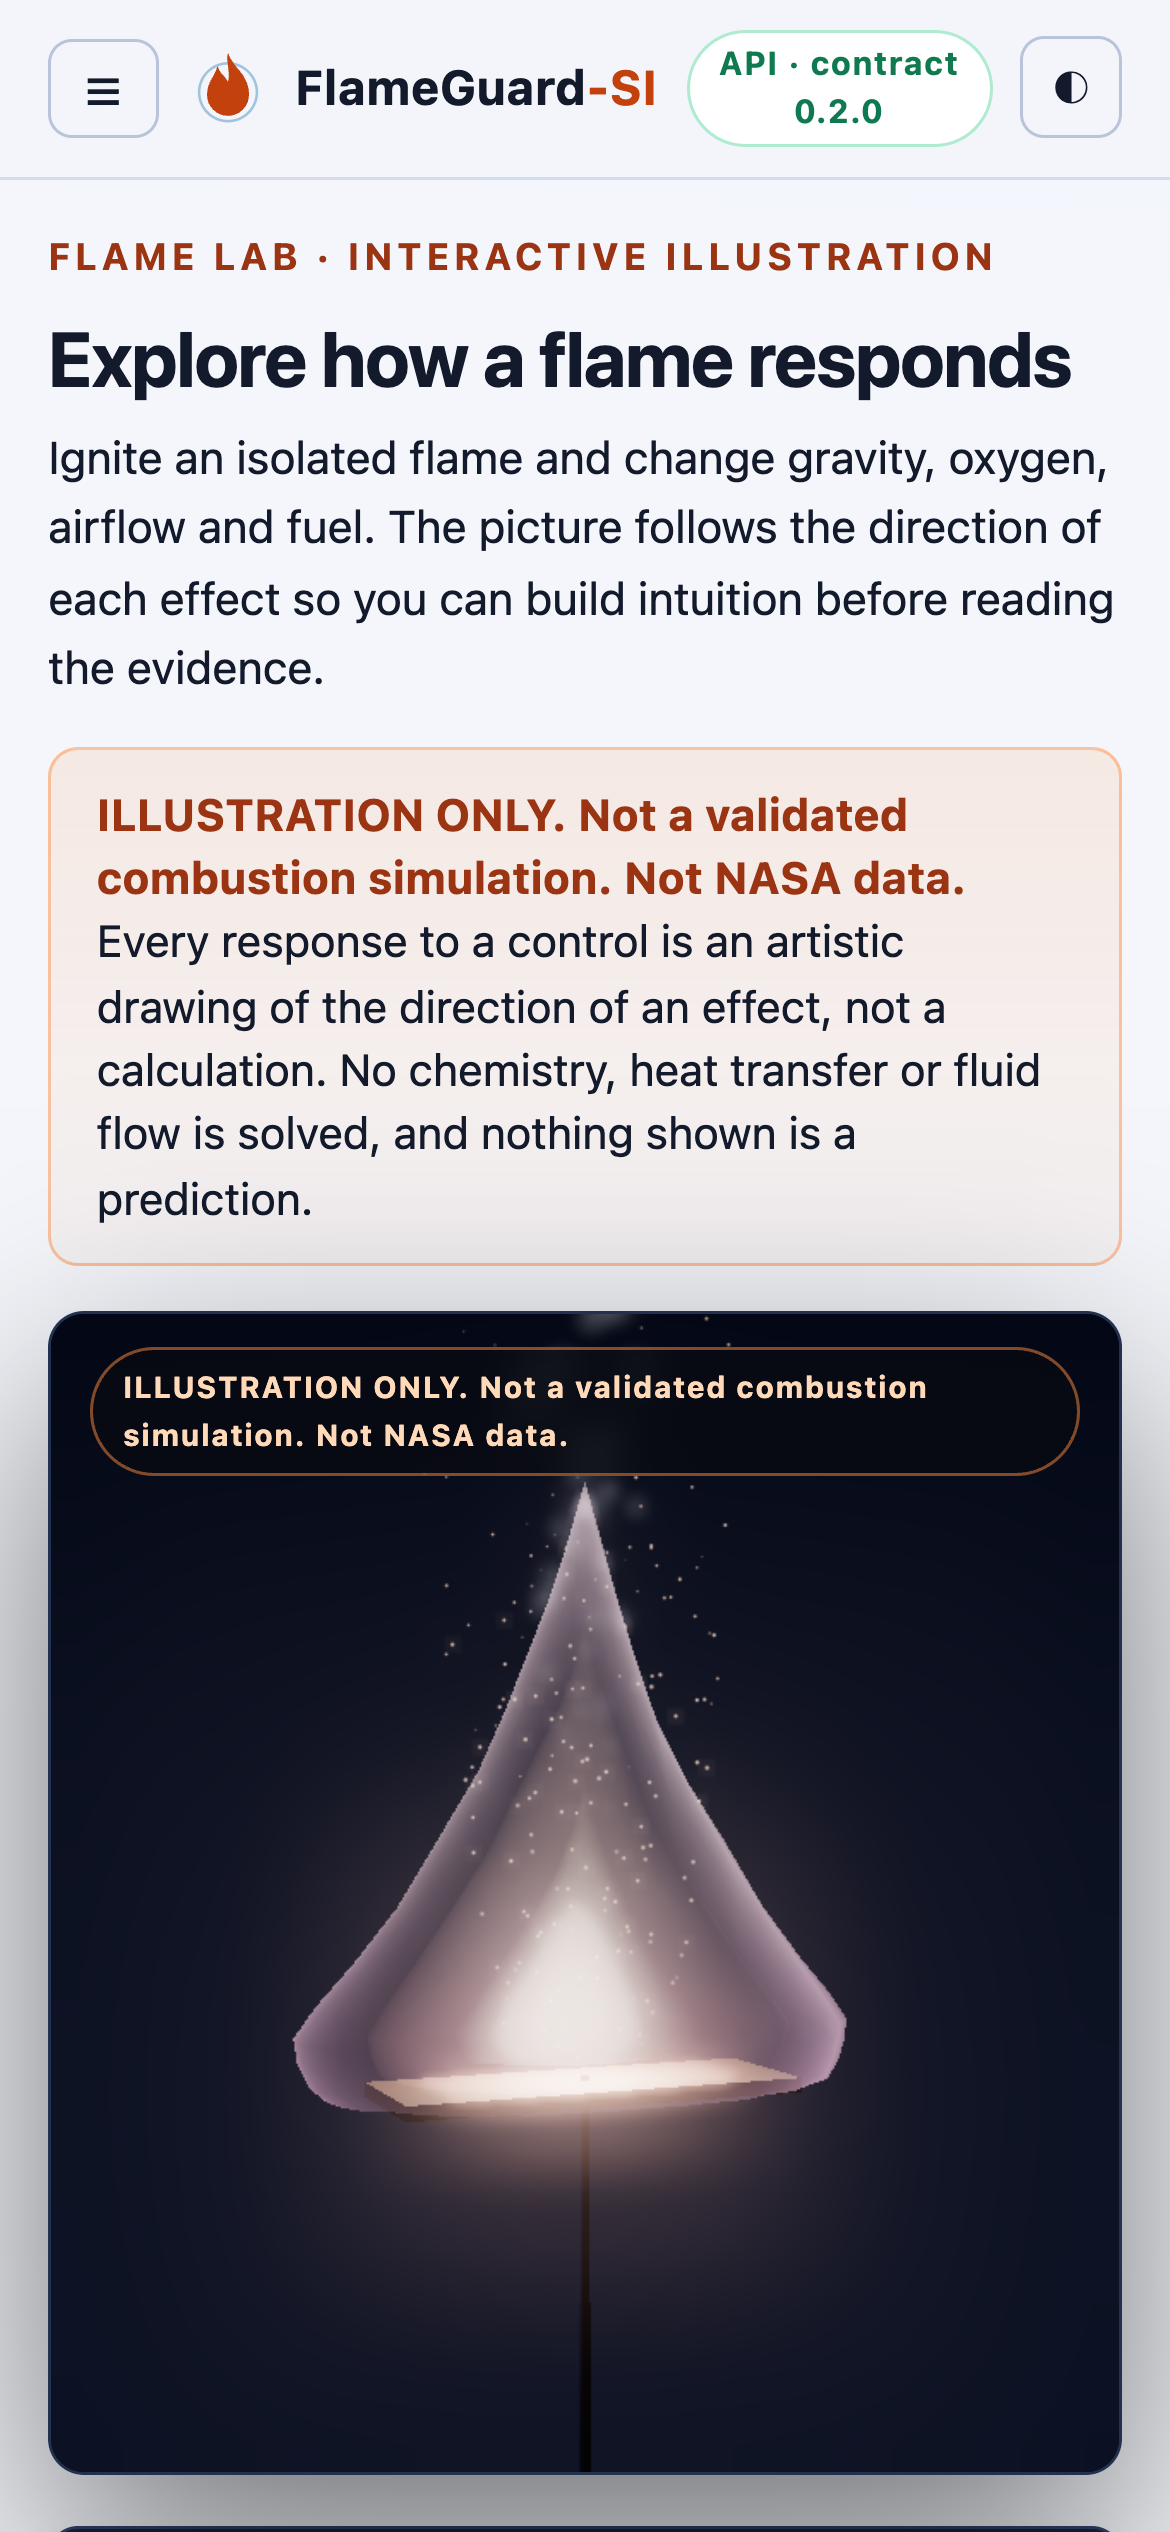 FlameGuard-SI
API · contract
0.2.0
FLAME LAB · INTERACTIVE ILLUSTRATION
Explore how a flame responds
Ignite an isolated flame and change gravity, oxygen,
airflow and fuel. The picture follows the direction of
each effect so you can build intuition before reading
the evidence.
ILLUSTRATION ONLY. Not a validated
combustion simulation. Not NASA data.
Every response to a control is an artistic
drawing of the direction of an effect, not a
calculation. No chemistry, heat transfer or fluid
flow is solved, and nothing shown is a
prediction.
ILLUSTRATION ONLY. Not a validated combustion
simulation. Not NASA data.